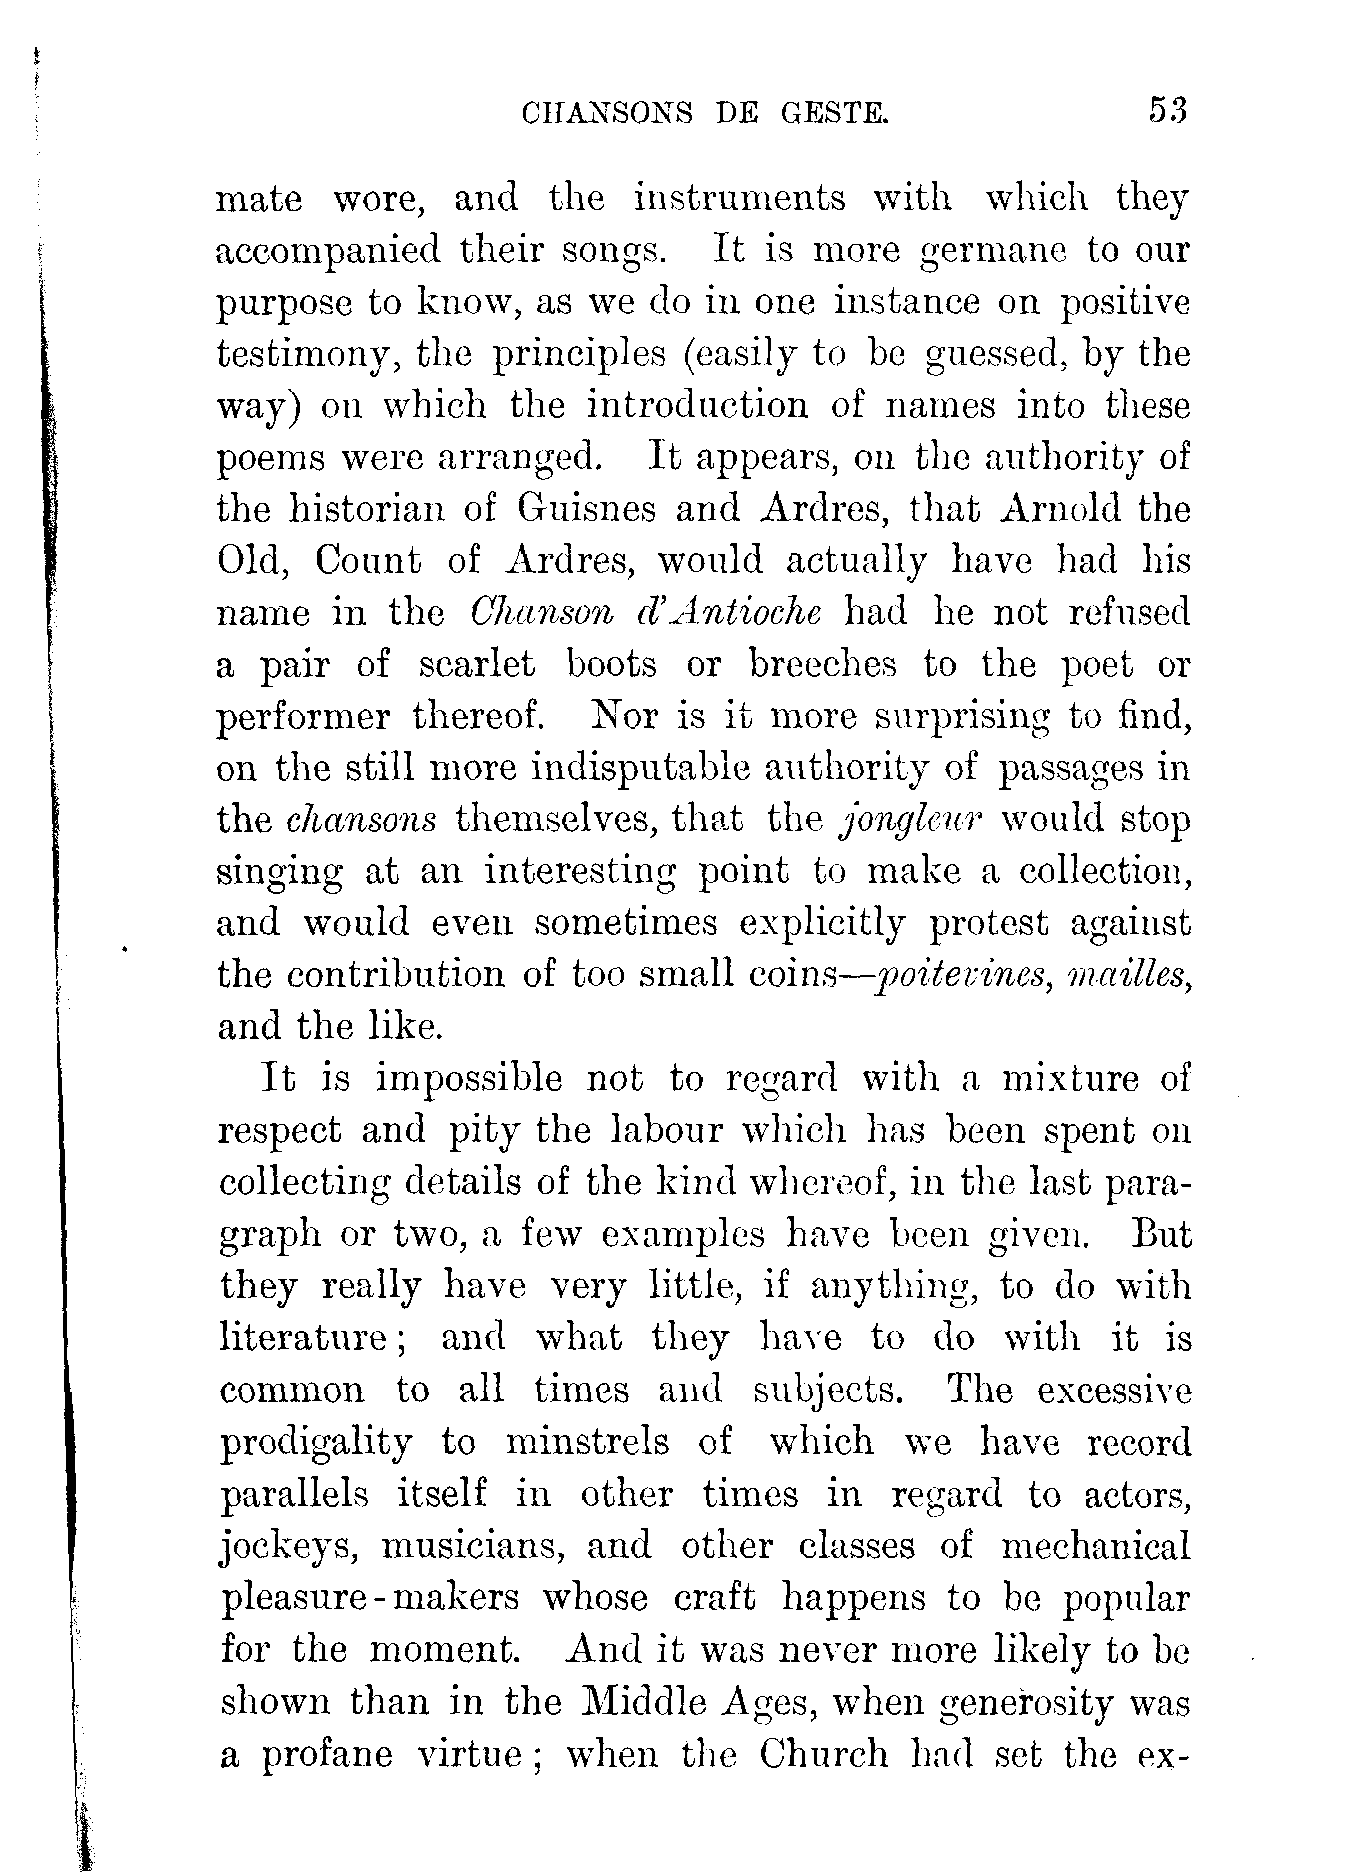 CHANSONS DE GESTE. 53
mate wore, and the instruments with which they
accompanied their songs. It is more germane to our
purpose to know, as we do in one instance on positive
testimony, the principles (easily to be guessed, by the
way) on which the introduction of names into these
poems were arranged. It appears, on the authority of
the historian of Guisnes and Ardres, that Arnold the
Old, Count of Ardres, would actually have had his
name in the Chanson d'Antioche had he not refused
a pair of scarlet boots or breeches to the poet or
performer thereof. Nor is it more surprising to find,
on the still more indisputable authority of passages in
the chansons themselves, that the jongleur would stop
singing at an interesting point to make a collection,
and would even sometimes explicitly protest against
the contribution of too small coins—poitevines, mailles,
and the like.
It is impossible not to regard with a mixture of
respect and pity the labour which has been spent on
collecting details of the kind whereof, in the last para-
graph or two, a few examples have been given. But
they really have very little, if anything, to do with
literature; and what they have to do with it is
common to all times and subjects. The excessive
prodigality to minstrels of which we have record
parallels itself in other times in regard to actors,
jockeys, musicians, and other classes of mechanical
pleasure-makers whose craft happens to be popular
for the moment. And it was never more likely to be
shown than in the Middle Ages, when generosity was
a profane virtue; when the Church had set the ex-